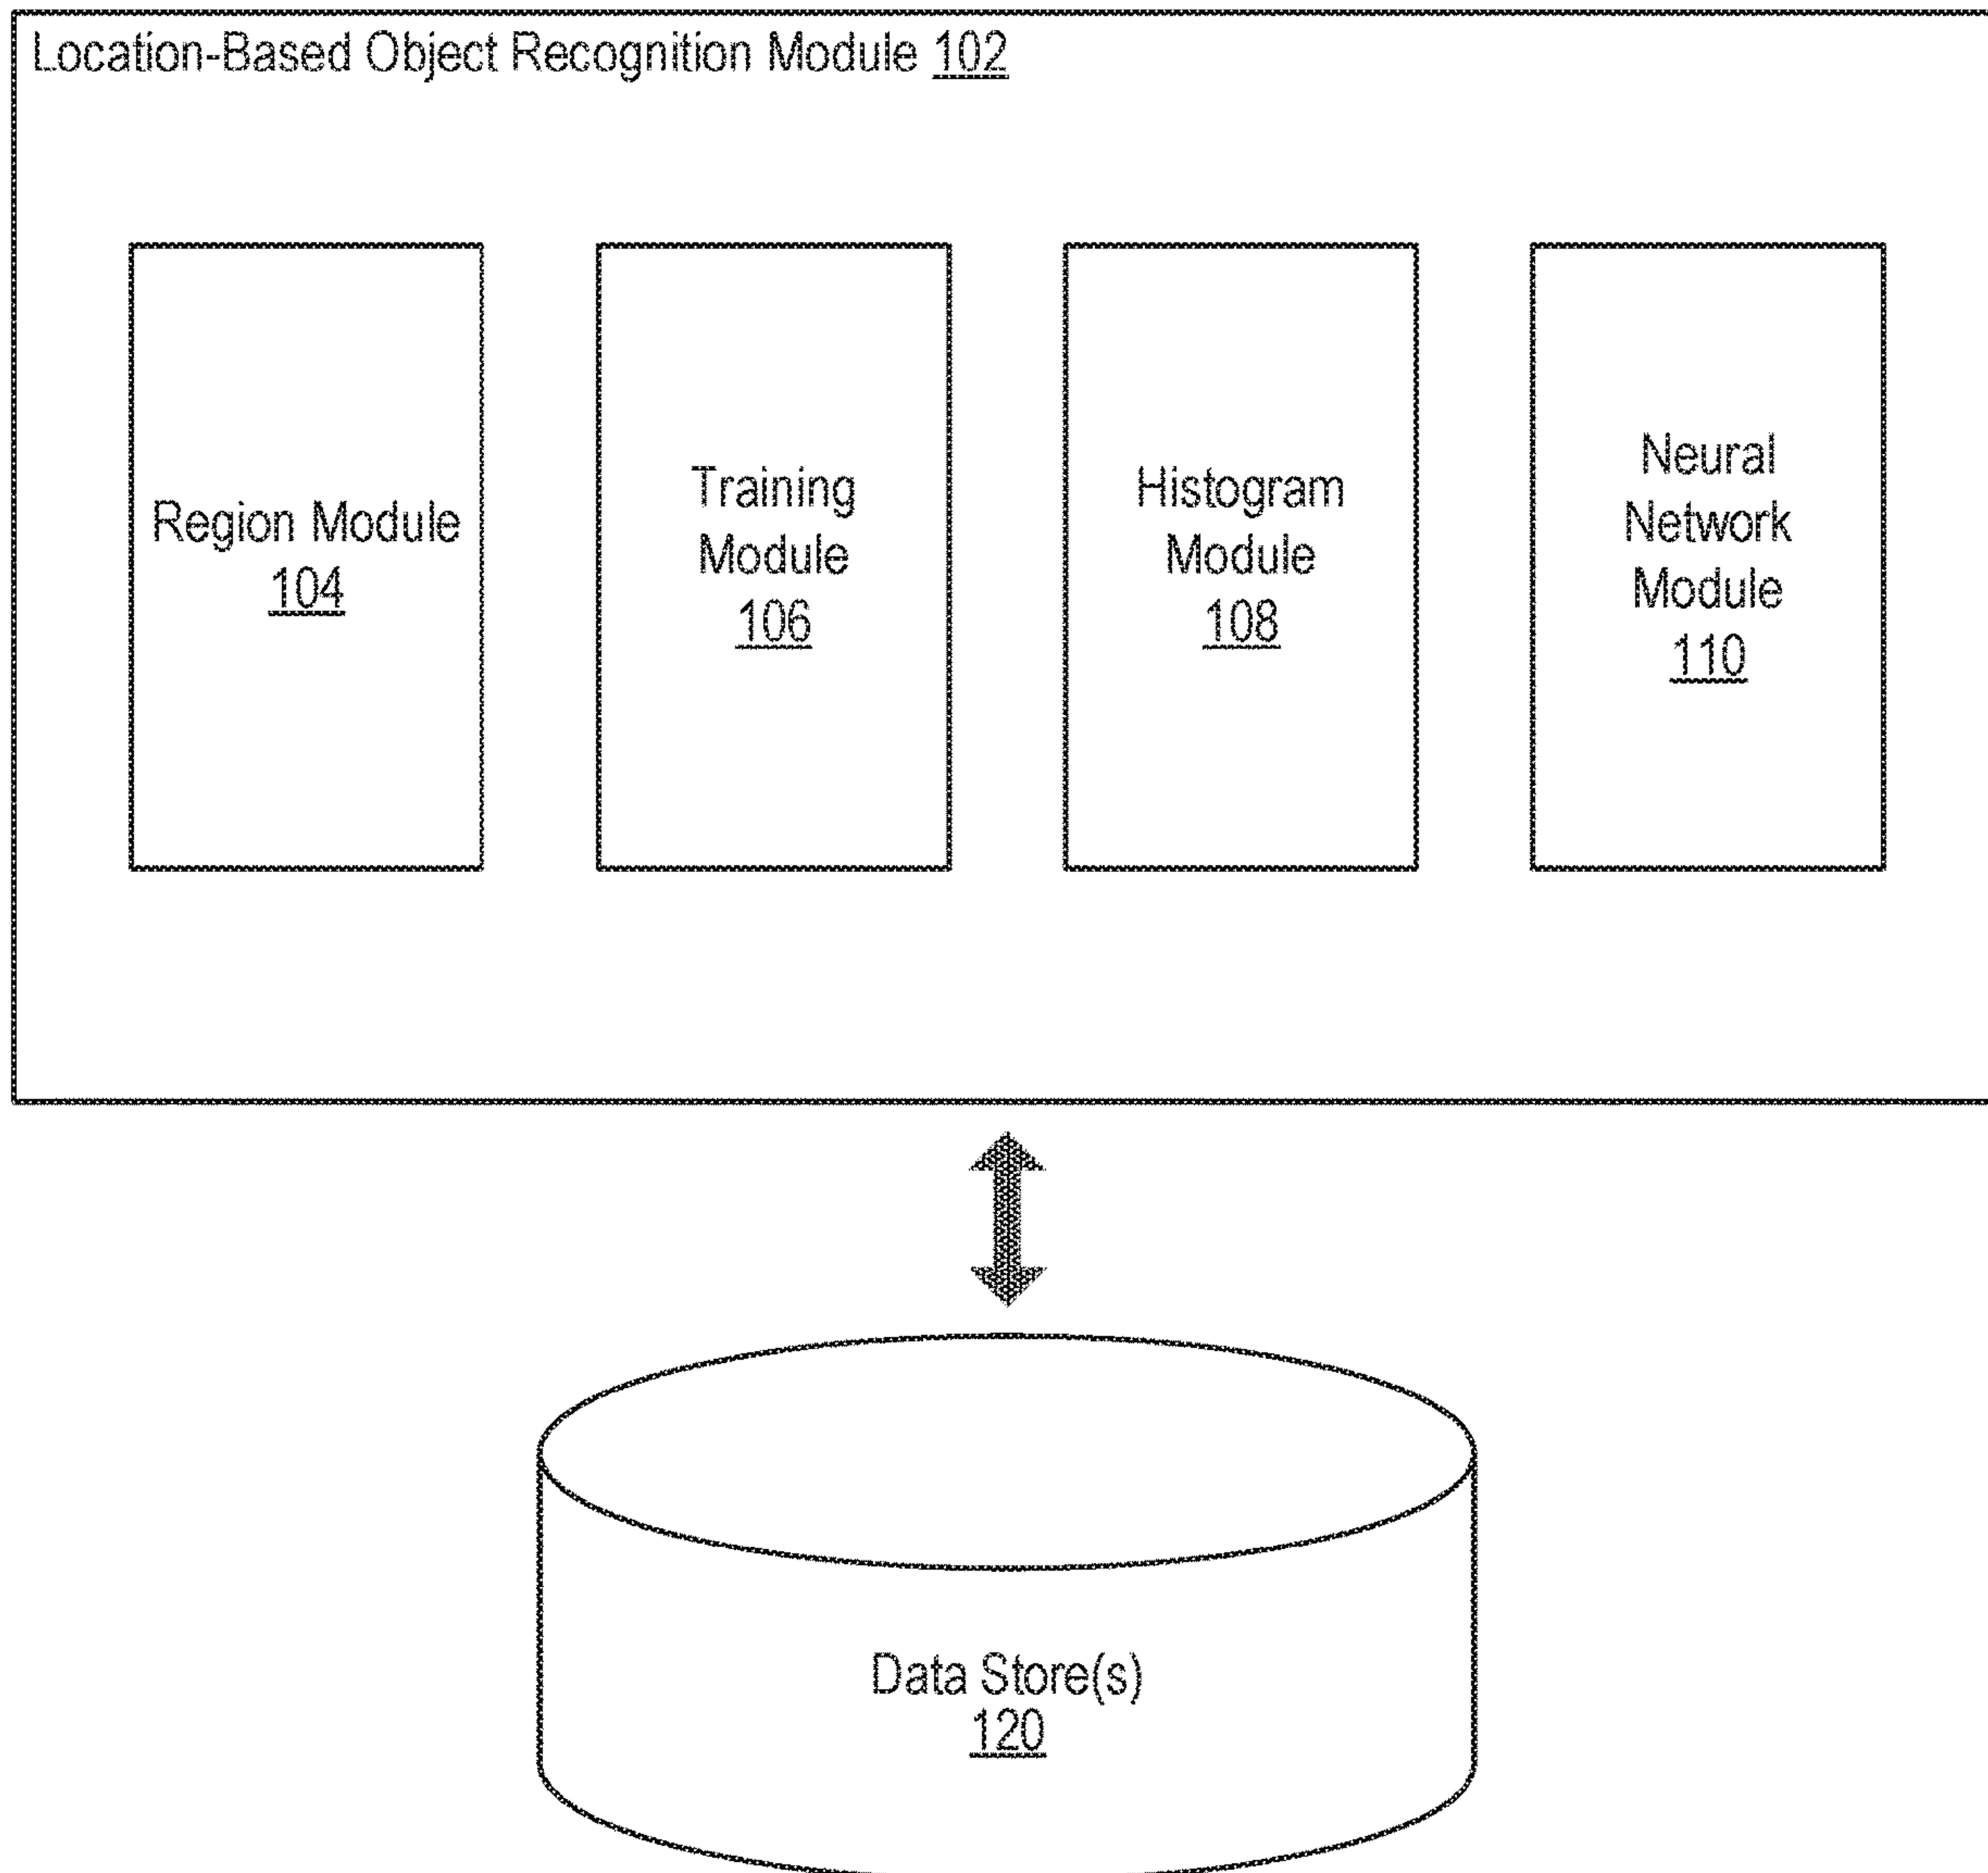 Location-Based Object Recognition Module 102
Region Module
104
Training
Module
106
Histogram
Module
108
Neural
Network
Module
110
Data Store(s)
120